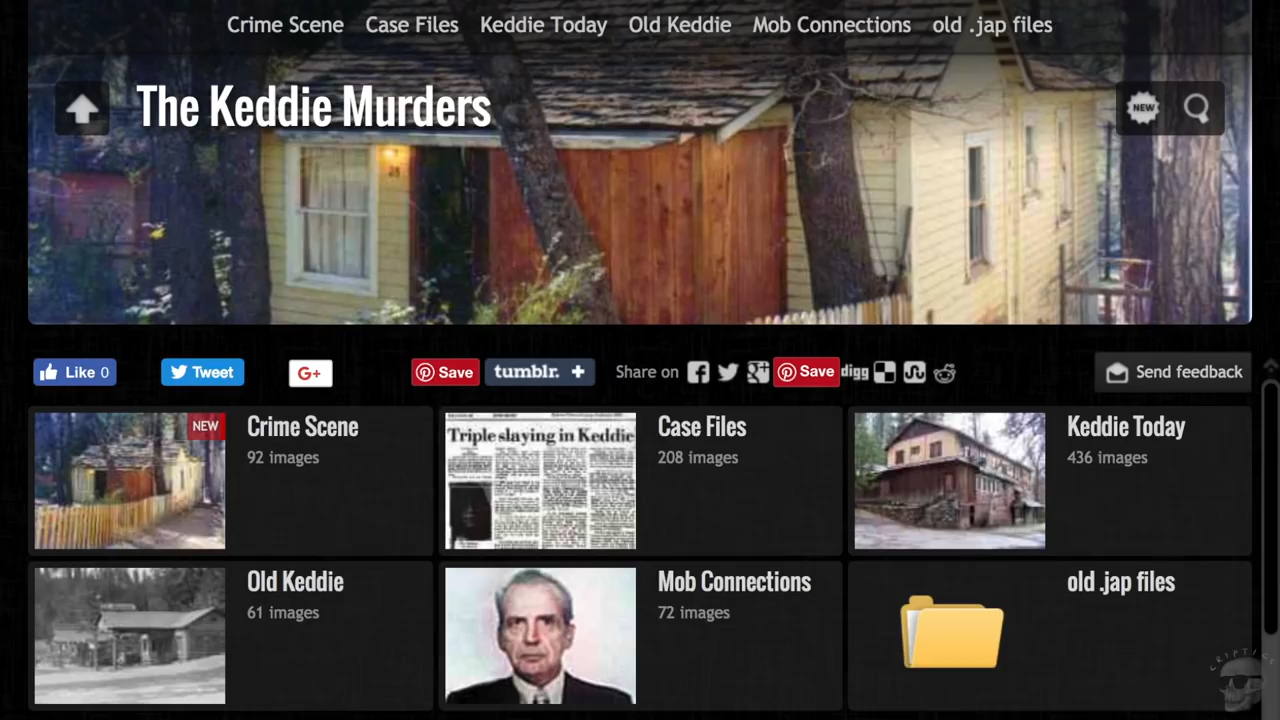 Crime Scene Case Files Keddie Today Old Keddie Mob Connections old .jap files
The Keddie Murders
NEW
28
Like 0 Tweet G+ Save tumblr. + Share on Save digg Send feedback
NEW
Crime Scene
92 images
Triple slaying in Keddie
Case Files
208 images
Keddie Today
436 images
Old Keddie
61 images
Mob Connections
72 images
old .jap files